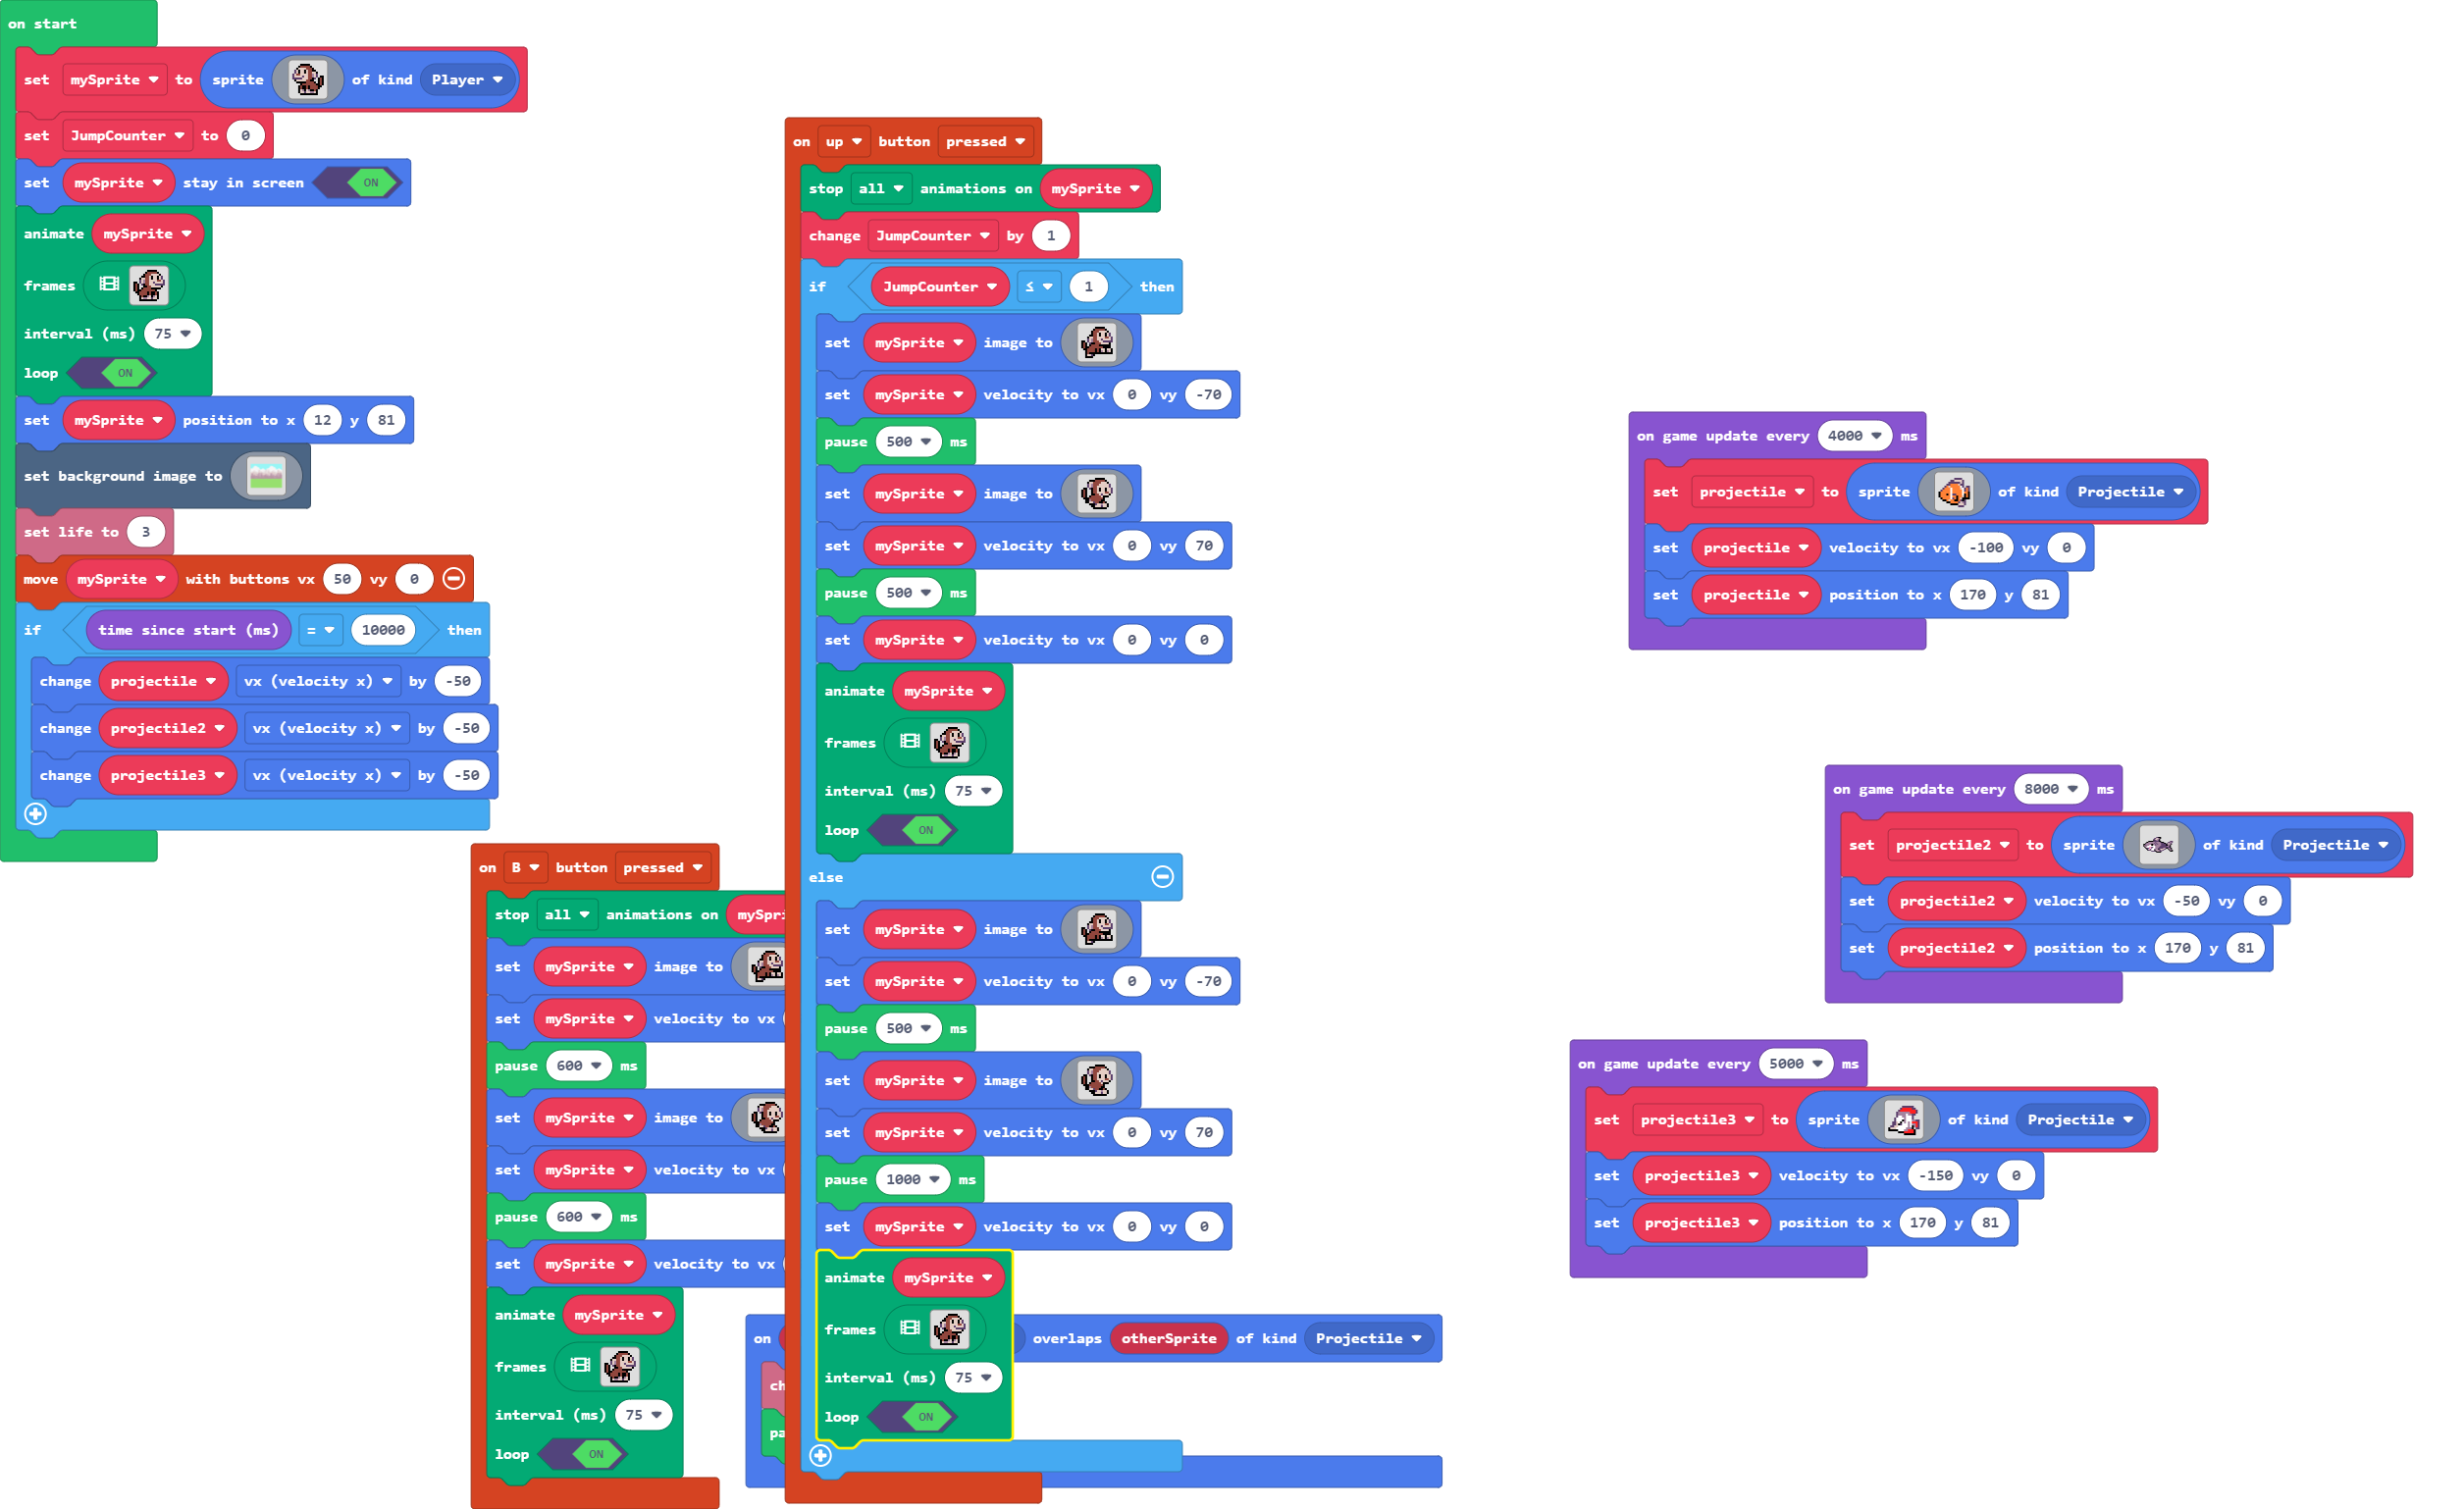 on start
set mySprite to sprite of kind Player
set JumpCounter to 0
set mySprite stay in screen ON
animate mySprite
frames
interval (ms) 75
loop ON
set mySprite position to x 12 y 81
set background image to
set life to 3
move mySprite with buttons vx 50 vy 0
if time since start (ms) = 10000 then
change projectile vx (velocity x) by -50
change projectile2 vx (velocity x) by -50
change projectile3 vx (velocity x) by -50
on B button pressed
stop all animations on
set mySprite image to
set mySprite velocity to vx
pause 600 ms
set mySprite image to
set mySprite velocity to vx
pause 600 ms
set mySprite velocity to vx
animate mySprite
frames
interval (ms) 75
loop ON
on up button pressed
stop all animations on mySprite
change JumpCounter by 1
if JumpCounter ≤ 1 then
set mySprite image to
set mySprite velocity to vx 0 vy -70
pause 500 ms
set mySprite image to
set mySprite velocity to vx 0 vy 70
pause 500 ms
set mySprite velocity to vx 0 vy 0
animate mySprite
frames
interval (ms) 75
loop ON
else
set mySprite image to
set mySprite velocity to vx 0 vy -70
pause 500 ms
set mySprite image to
set mySprite velocity to vx 0 vy 70
pause 1000 ms
set mySprite velocity to vx 0 vy 0
animate mySprite
frames
interval (ms) 75
loop ON
on overlaps otherSprite of kind Projectile
on game update every 4000 ms
set projectile to sprite of kind Projectile
set projectile velocity to vx -100 vy 0
set projectile position to x 170 y 81
on game update every 8000 ms
set projectile2 to sprite of kind Projectile
set projectile2 velocity to vx -50 vy 0
set projectile2 position to x 170 y 81
on game update every 5000 ms
set projectile3 to sprite of kind Projectile
set projectile3 velocity to vx -150 vy 0
set projectile3 position to x 170 y 81